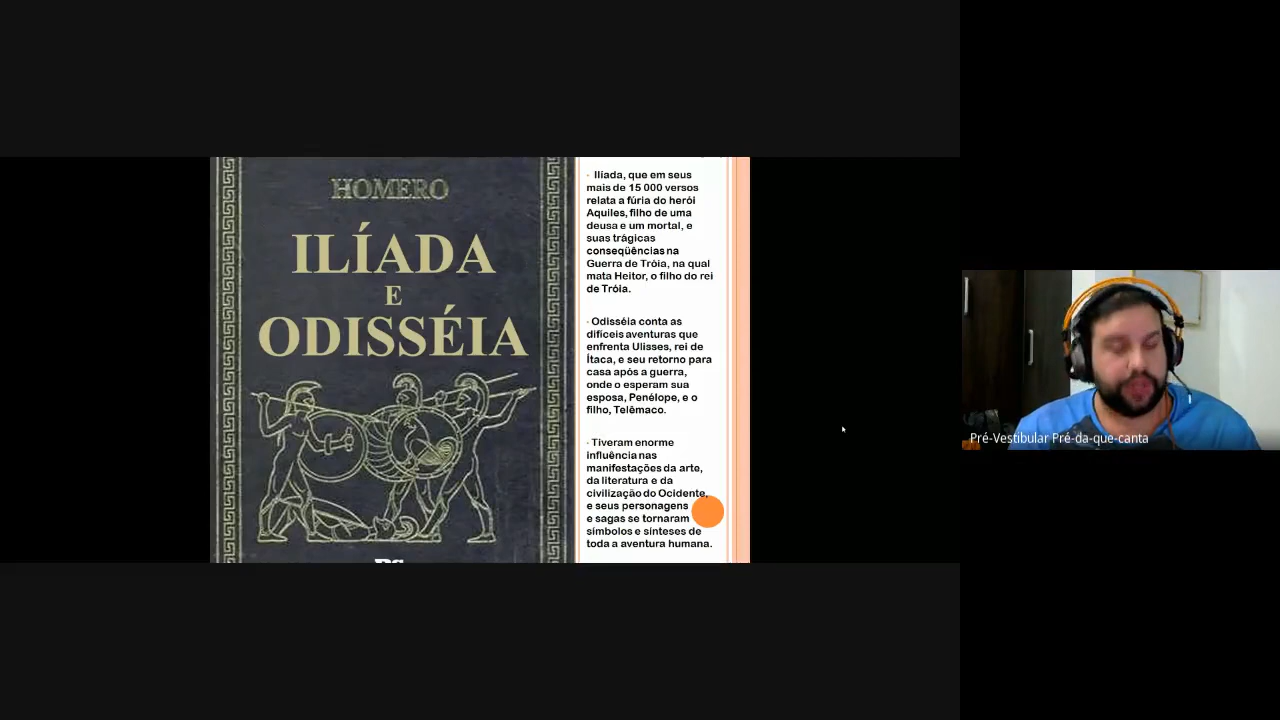 HOMERO
ILÍADA
E
ODISSÉIA
· Ilíada, que em seus
mais de 15 000 versos
relata a fúria do herói
Aquiles, filho de uma
deusa e um mortal, e
suas trágicas
conseqüências na
Guerra de Tróia, na qual
mata Heitor, o filho do rei
de Tróia.
· Odisséia conta as
difíceis aventuras que
enfrenta Ulisses, rei de
Ítaca, e seu retorno para
casa após a guerra,
onde o esperam sua
esposa, Penélope, e o
filho, Telêmaco.
· Tiveram enorme
influência nas
manifestações da arte,
da literatura e da
civilização do Ocidente,
e seus personagens
e sagas se tornaram
símbolos e sínteses de
toda a aventura humana.
Pré-Vestibular Pré-da-que-canta